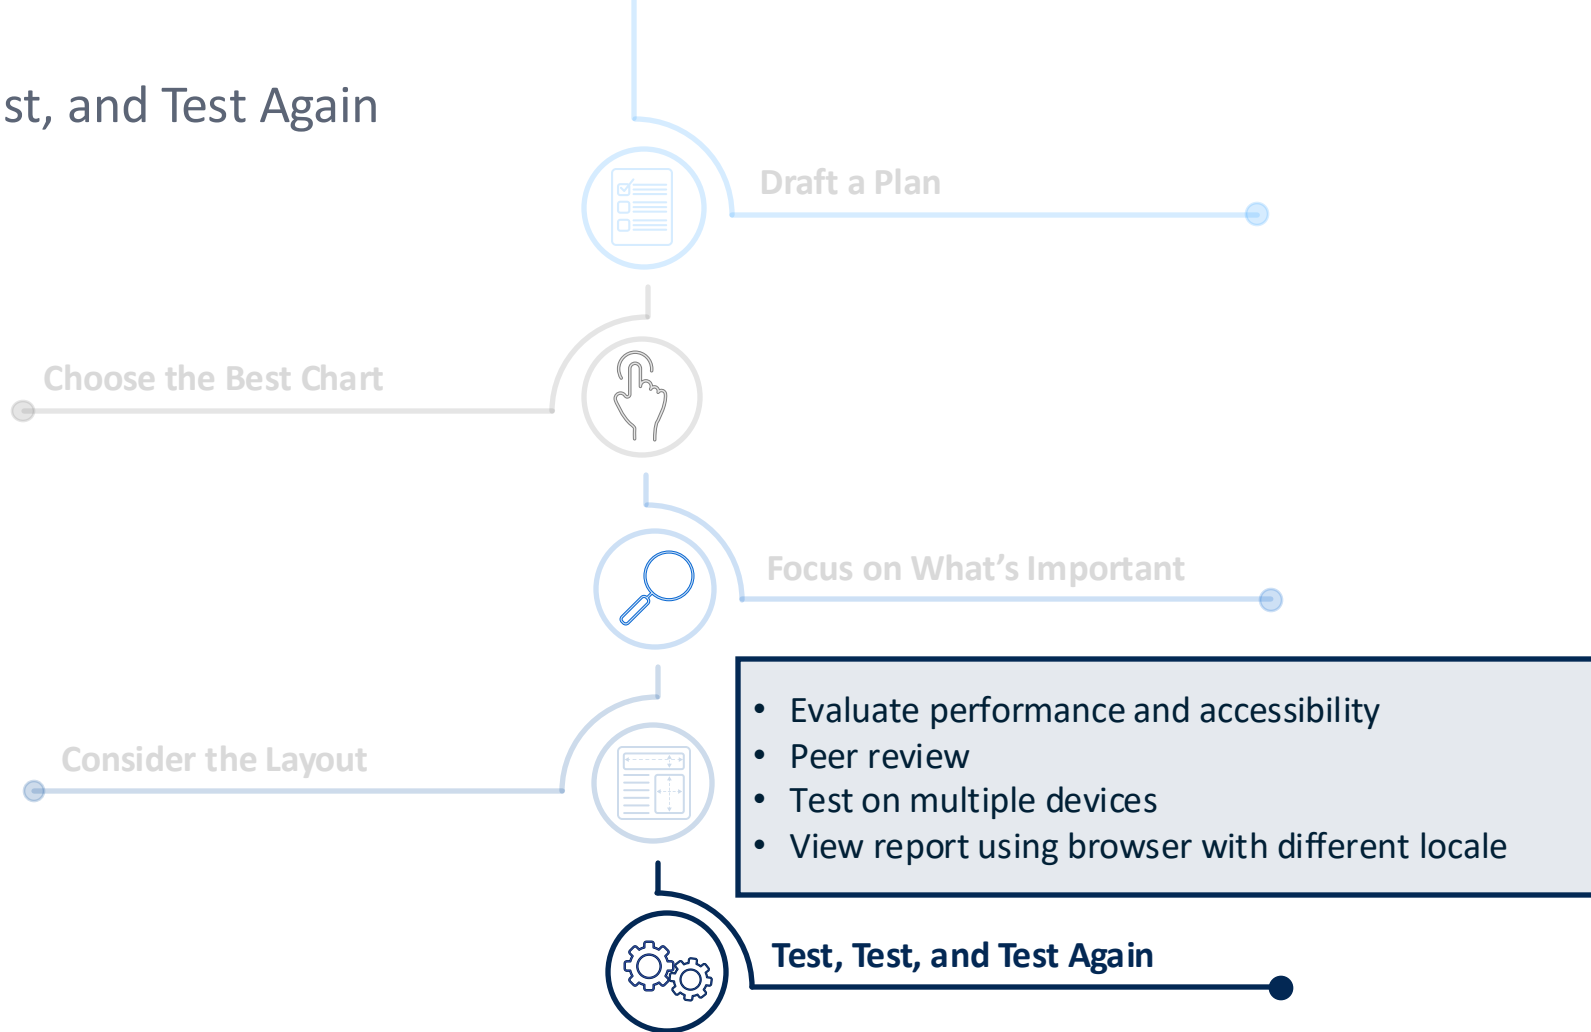 st, and Test Again
Draft a Plan
Choose the Best Chart
Focus on What’s Important
• Evaluate performance and accessibility
• Peer review
• Test on multiple devices
• View report using browser with different locale
Consider the Layout
Test, Test, and Test Again